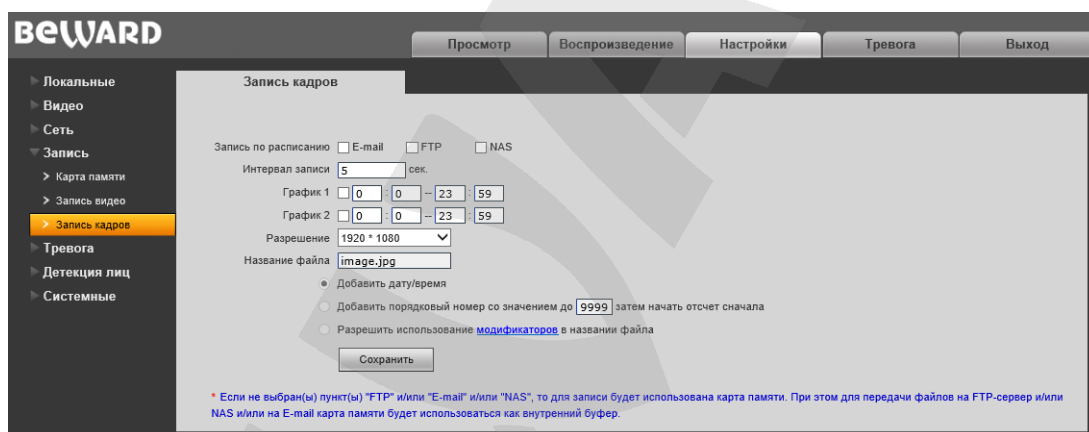 BEWARD
Просмотр Воспроизведение Настройки Тревога Выход
Локальные
Видео
Сеть
Запись
Карта памяти
Запись видео
Запись кадров
Тревога
Детекция лиц
Системные
Запись кадров
Запись по расписанию E-mail FTP NAS
Интервал записи 5 сек.
График 1 0 : 0 -- 23 : 59
График 2 0 : 0 -- 23 : 59
Разрешение 1920 * 1080
Название файла image.jpg
Добавить дату/время
Добавить порядковый номер со значением до 9999 затем начать отсчет сначала
Разрешить использование модификаторов в названии файла
Сохранить
* Если не выбран(ы) пункт(ы) "FTP" и/или "E-mail" и/или "NAS", то для записи будет использована карта памяти. При этом для передачи файлов на FTP-сервер и/или
NAS и/или на E-mail карта памяти будет использоваться как внутренний буфер.